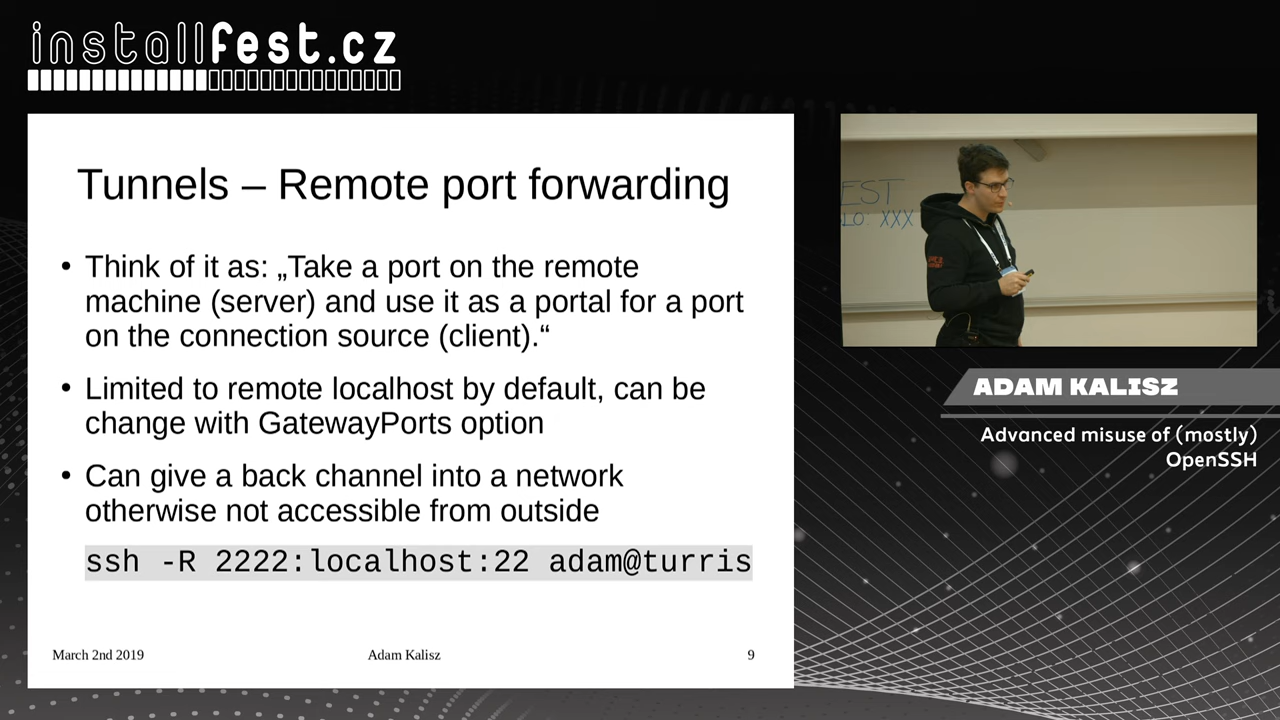 installfest.cz
Tunnels – Remote port forwarding
• Think of it as: „Take a port on the remote
machine (server) and use it as a portal for a port
on the connection source (client).“
• Limited to remote localhost by default, can be
change with GatewayPorts option
• Can give a back channel into a network
otherwise not accessible from outside
ssh -R 2222:localhost:22 adam@turris
March 2nd 2019
Adam Kalisz
9
EST
LO: XXX
ADAM KALISZ
Advanced misuse of (mostly)
OpenSSH